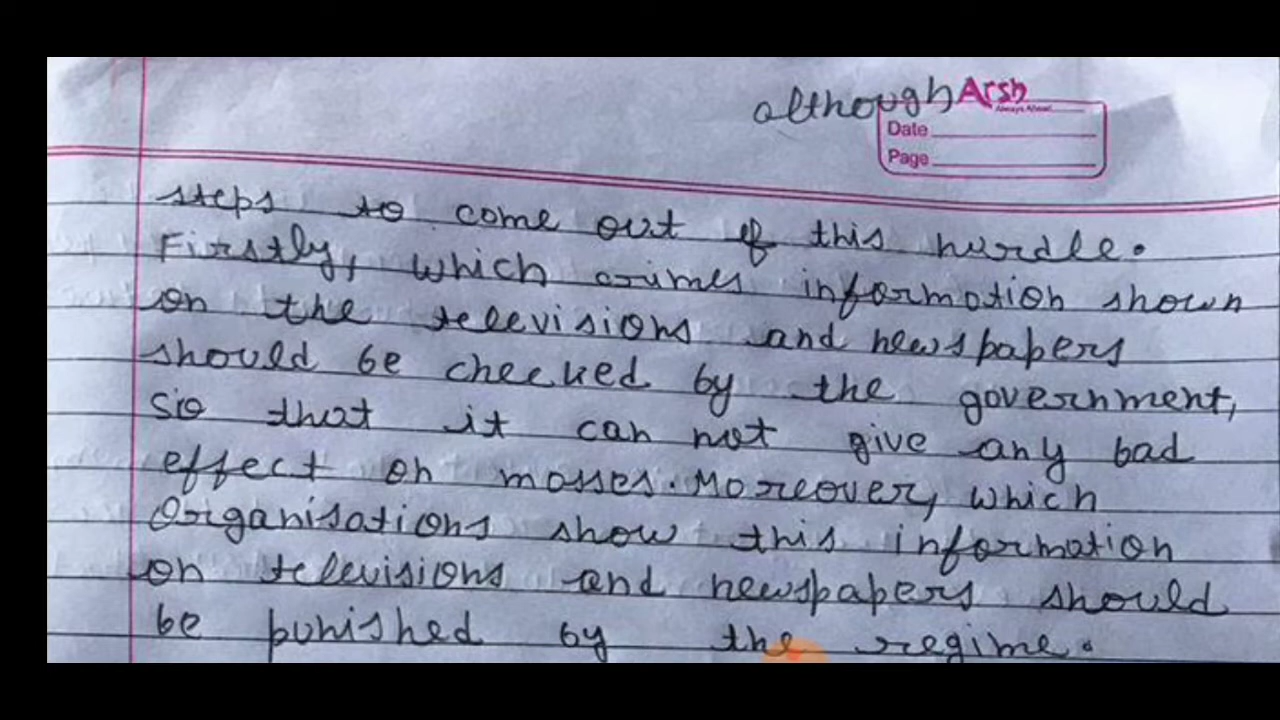 although Arsh
Always Ahead
Date
Page
steps to come out of this hurdle.
Firstly, which crimes information shown
on the televisions and newspapers
should be checked by the government,
so that it can not give any bad
effect on masses. Moreover, which
Organisations show this information
on televisions and newspapers should
be punished by the regime.